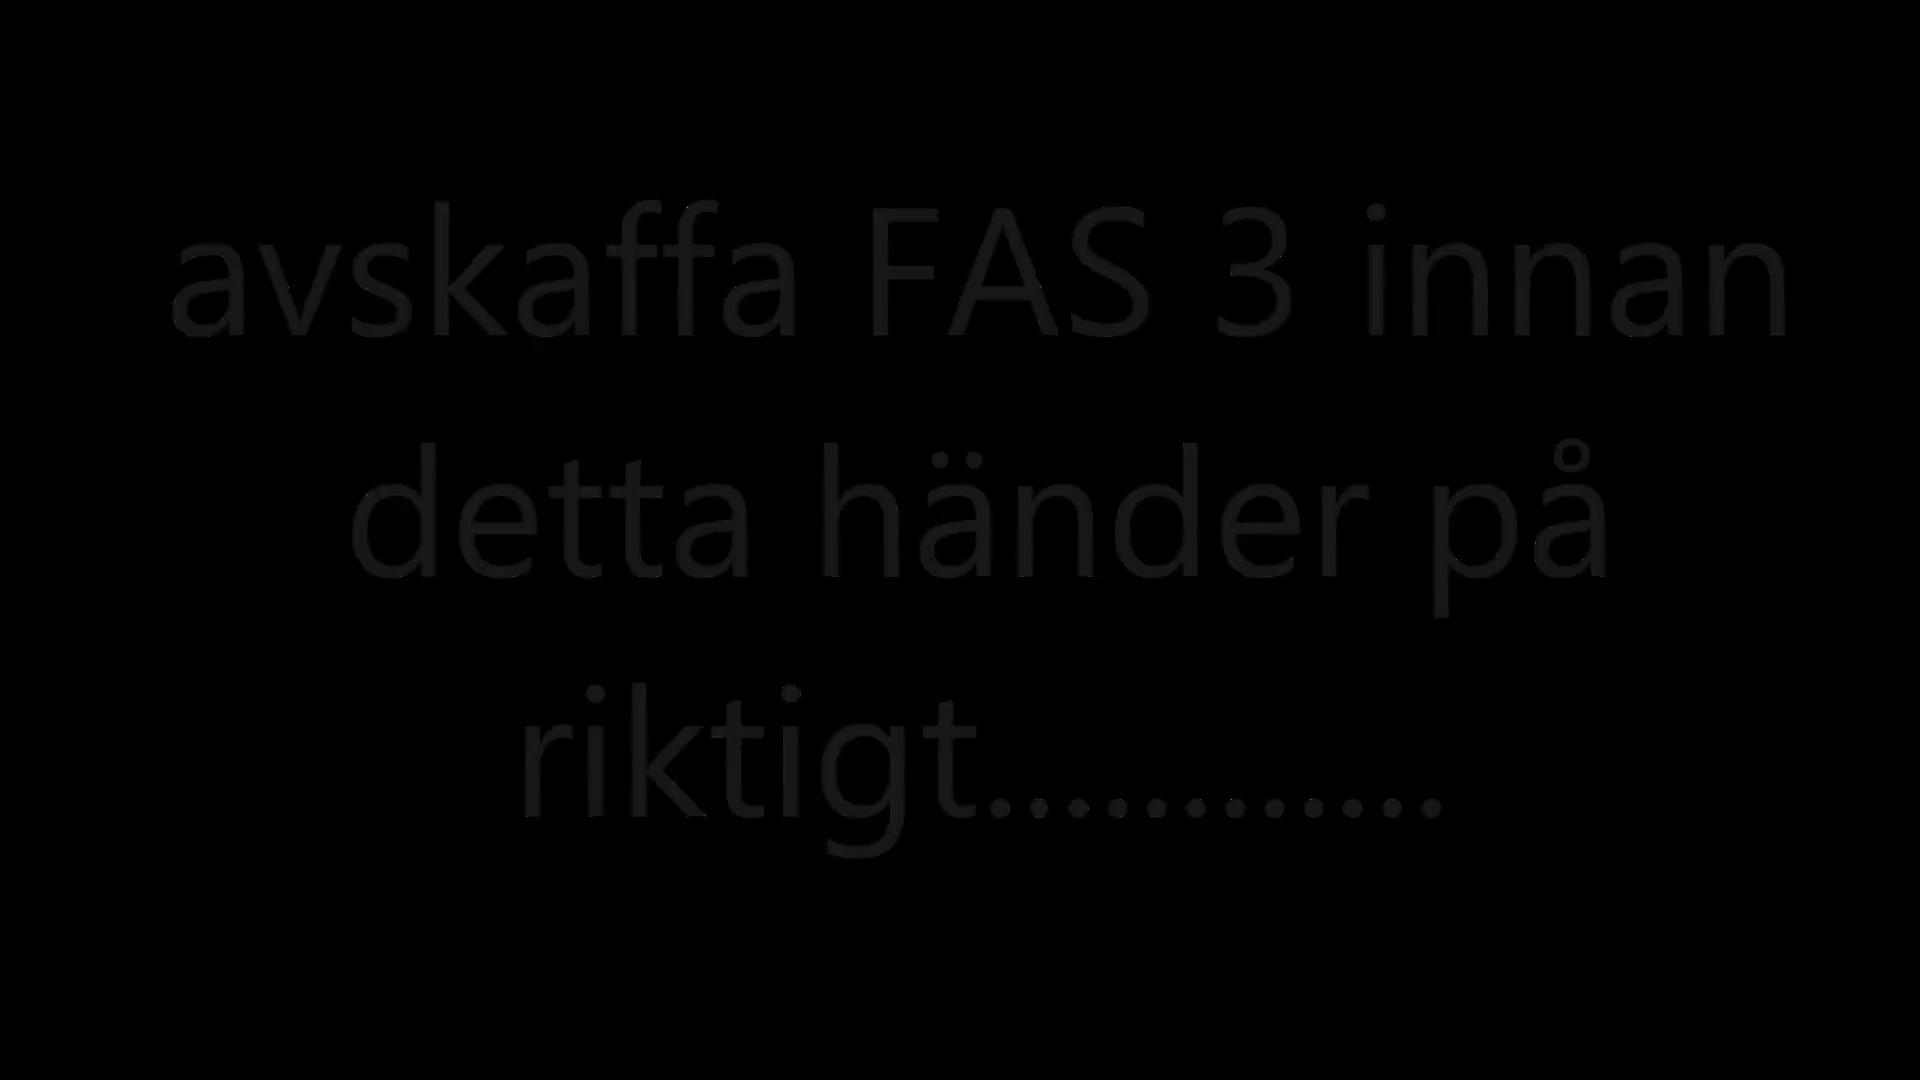 avskaffa FAS 3 innan
detta händer på
riktigt............